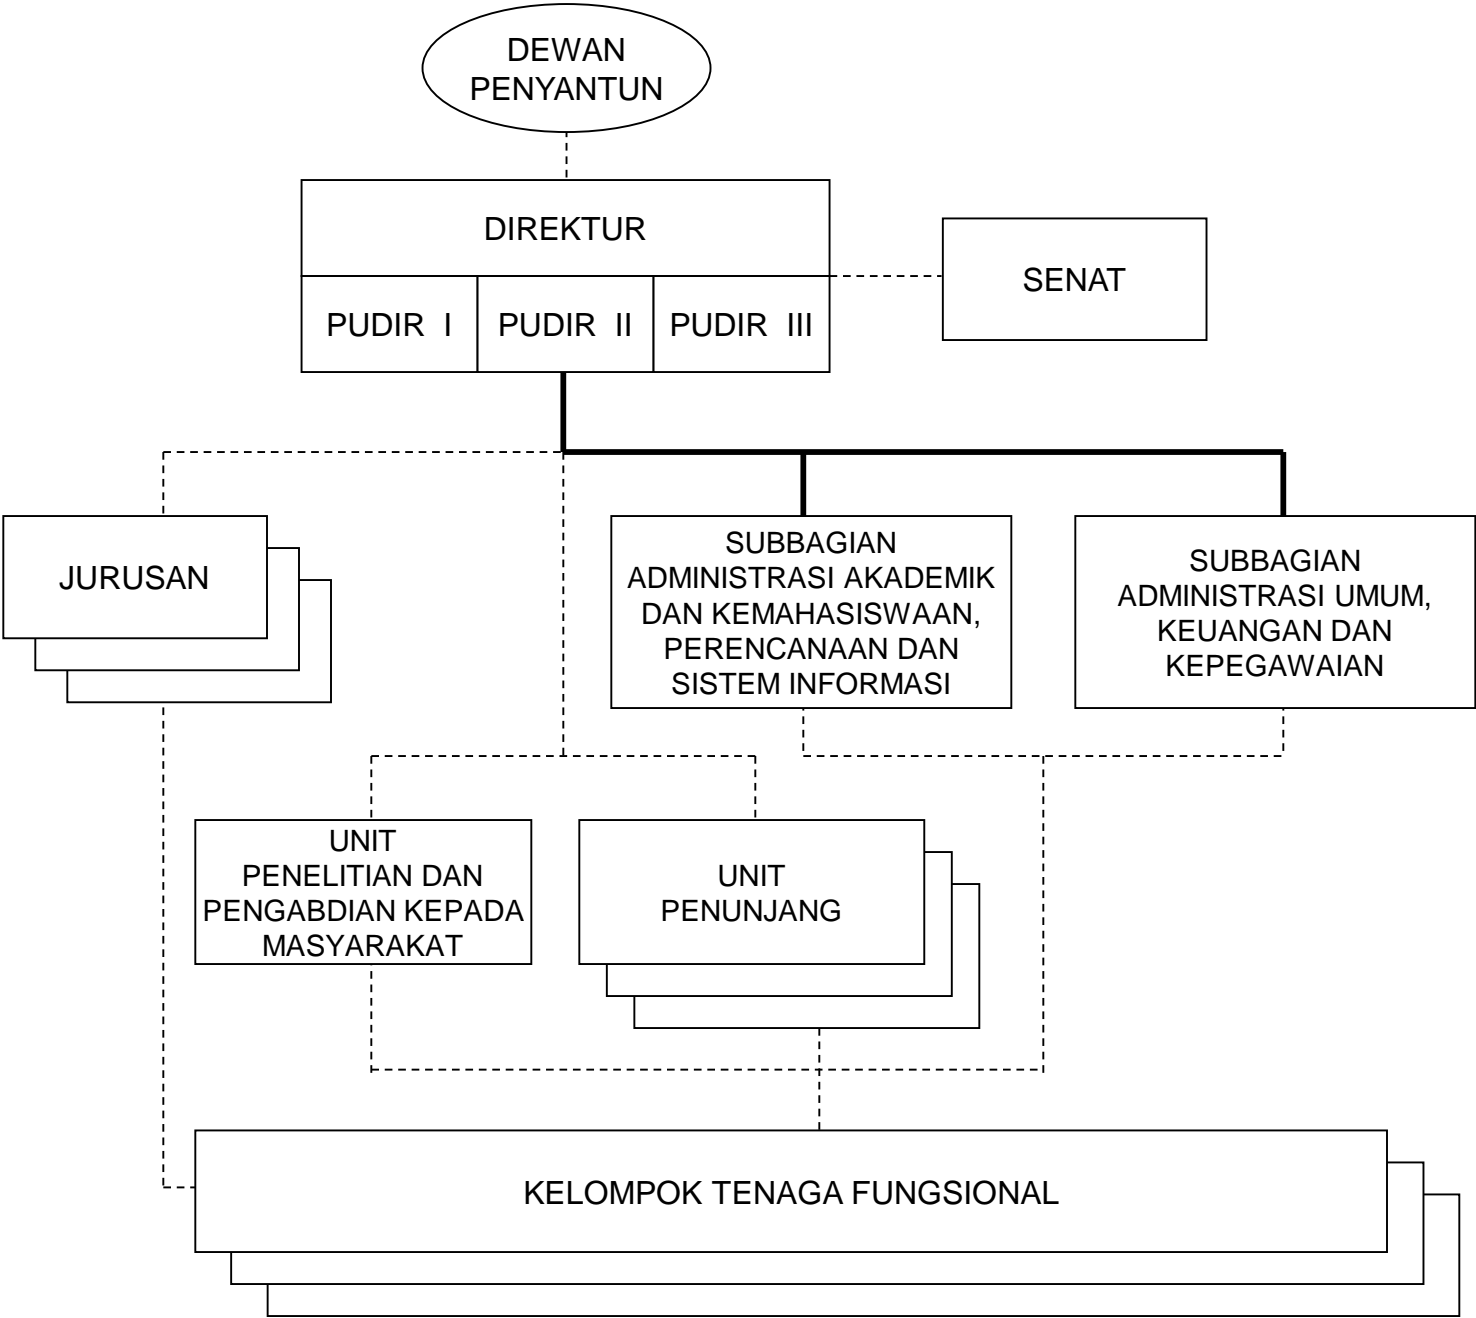 DEWAN
PENYANTUN
DIREKTUR
SENAT
PUDIR I
PUDIR II
PUDIR III
JURUSAN
SUBBAGIAN
ADMINISTRASI AKADEMIK
DAN KEMAHASISWAAN,
PERENCANAAN DAN
SISTEM INFORMASI
SUBBAGIAN
ADMINISTRASI UMUM,
KEUANGAN DAN
KEPEGAWAIAN
UNIT
PENELITIAN DAN
PENGABDIAN KEPADA
MASYARAKAT
UNIT
PENUNJANG
KELOMPOK TENAGA FUNGSIONAL